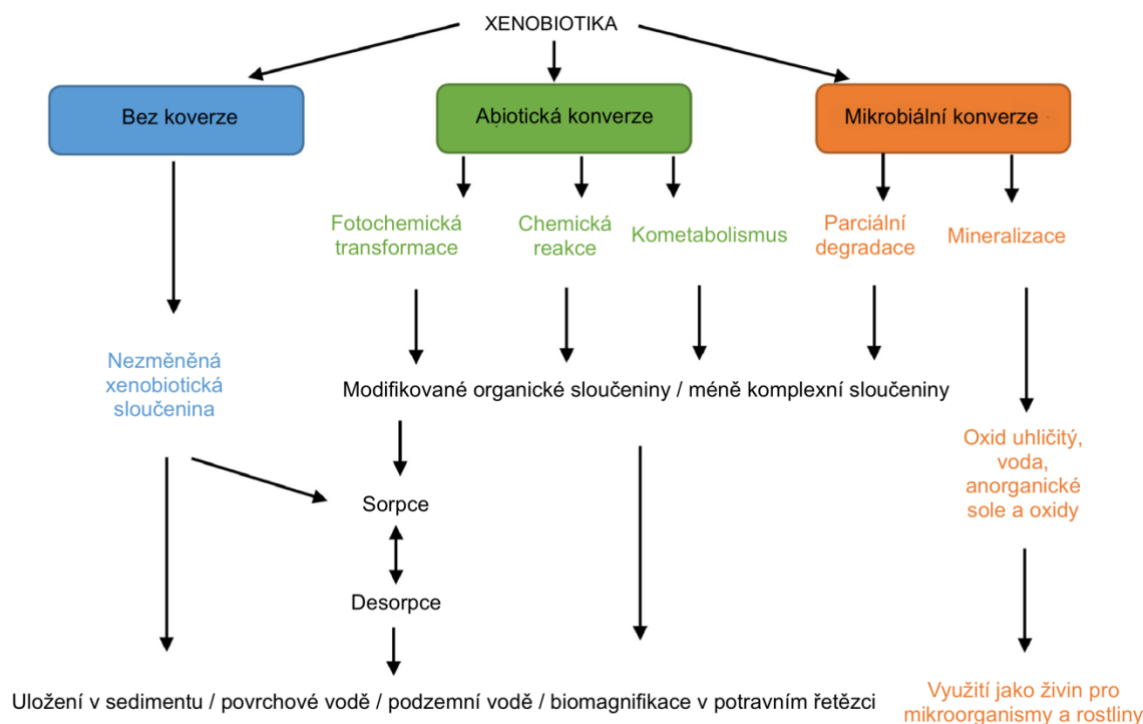 XENOBIOTIKA
Bez koverze
Abiotická konverze
Mikrobiální konverze
Fotochemická
transformace
Chemická
reakce
Kometabolismus
Parciální
degradace
Mineralizace
Nezměněná
xenobiotická
sloučenina
Modifikované organické sloučeniny / méně komplexní sloučeniny
Oxid uhličitý,
voda,
anorganické
sole a oxidy
Sorpce
Desorpce
Uložení v sedimentu / povrchové vodě / podzemní vodě / biomagnifikace v potravním řetězci
Využití jako živin pro
mikroorganismy a rostliny